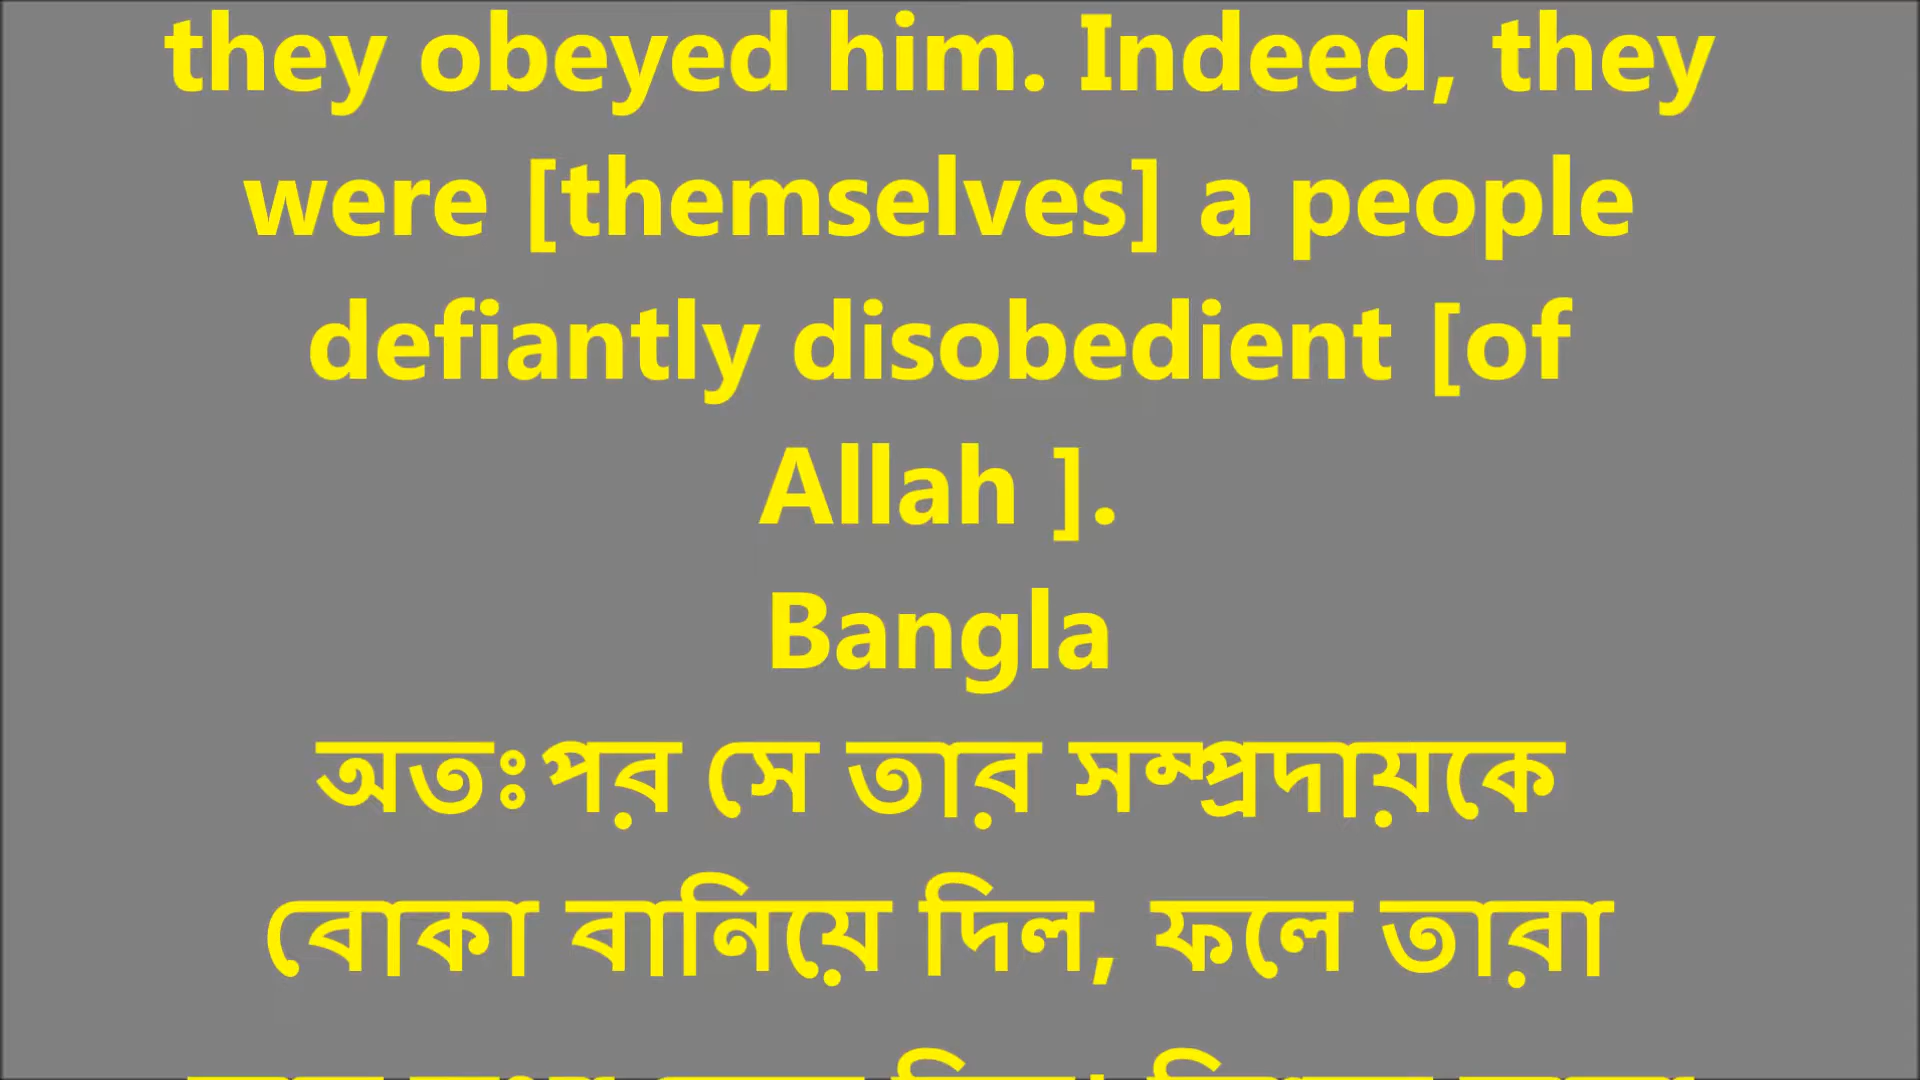 they obeyed him. Indeed, they
were [themselves] a people
defiantly disobedient [of
Allah ].
Bangla
অতঃপর সে তার সম্প্রদায়কে
বোকা বানিয়ে দিল, ফলে তারা